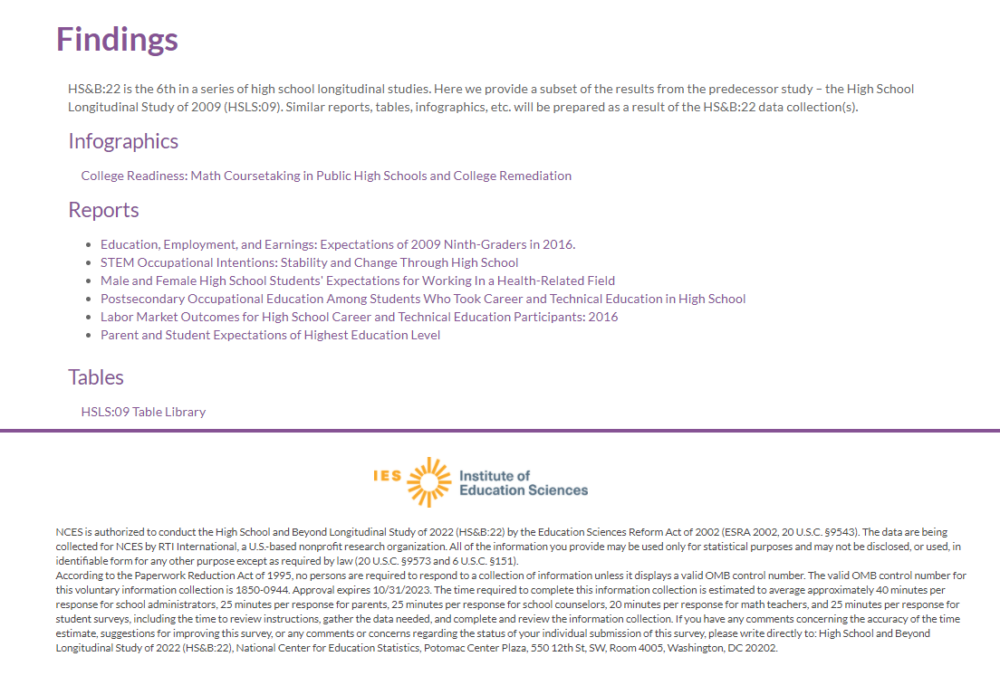 Findings
HS&B:22 is the 6th in a series of high school longitudinal studies. Here we provide a subset of the results from the predecessor study – the High School
Longitudinal Study of 2009 (HSLS:09). Similar reports, tables, infographics, etc. will be prepared as a result of the HS&B:22 data collection(s).
Infographics
College Readiness: Math Coursetaking in Public High Schools and College Remediation
Reports
• Education, Employment, and Earnings: Expectations of 2009 Ninth-Graders in 2016.
• STEM Occupational Intentions: Stability and Change Through High School
• Male and Female High School Students' Expectations for Working In a Health-Related Field
• Postsecondary Occupational Education Among Students Who Took Career and Technical Education in High School
• Labor Market Outcomes for High School Career and Technical Education Participants: 2016
• Parent and Student Expectations of Highest Education Level
Tables
HSLS:09 Table Library
IES Institute of
Education Sciences
NCES is authorized to conduct the High School and Beyond Longitudinal Study of 2022 (HS&B:22) by the Education Sciences Reform Act of 2002 (ESRA 2002, 20 U.S.C. §9543). The data are being
collected for NCES by RTI International, a U.S.-based nonprofit research organization. All of the information you provide may be used only for statistical purposes and may not be disclosed, or used, in
identifiable form for any other purpose except as required by law (20 U.S.C. §9573 and 6 U.S.C. §151).
According to the Paperwork Reduction Act of 1995, no persons are required to respond to a collection of information unless it displays a valid OMB control number. The valid OMB control number for
this voluntary information collection is 1850-0944. Approval expires 10/31/2023. The time required to complete this information collection is estimated to average approximately 40 minutes per
response for school administrators, 25 minutes per response for parents, 25 minutes per response for school counselors, 20 minutes per response for math teachers, and 25 minutes per response for
student surveys, including the time to review instructions, gather the data needed, and complete and review the information collection. If you have any comments concerning the accuracy of the time
estimate, suggestions for improving this survey, or any comments or concerns regarding the status of your individual submission of this survey, please write directly to: High School and Beyond
Longitudinal Study of 2022 (HS&B:22), National Center for Education Statistics, Potomac Center Plaza, 550 12th St, SW, Room 4005, Washington, DC 20202.